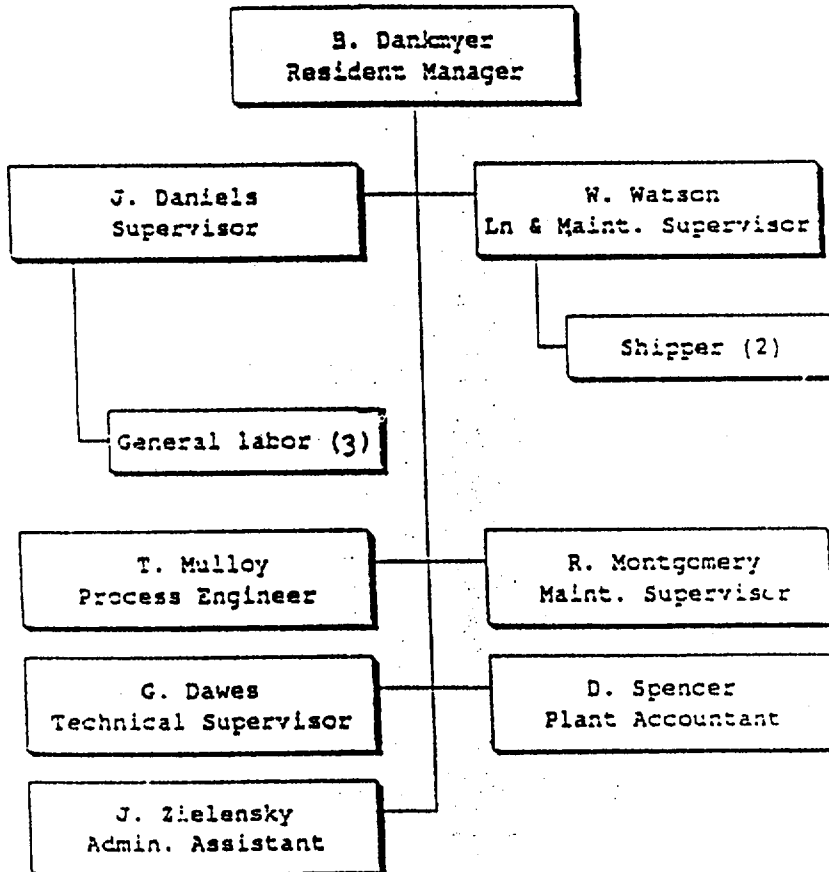 B. Dankmyer
Resident Manager
J. Daniels
Supervisor
W. Watson
Ln & Maint. Supervisor
Shipper (2)
General labor (3)
T. Mulloy
Process Engineer
R. Montgomery
Maint. Supervisor
G. Dawes
Technical Supervisor
D. Spencer
Plant Accountant
J. Zielensky
Admin. Assistant